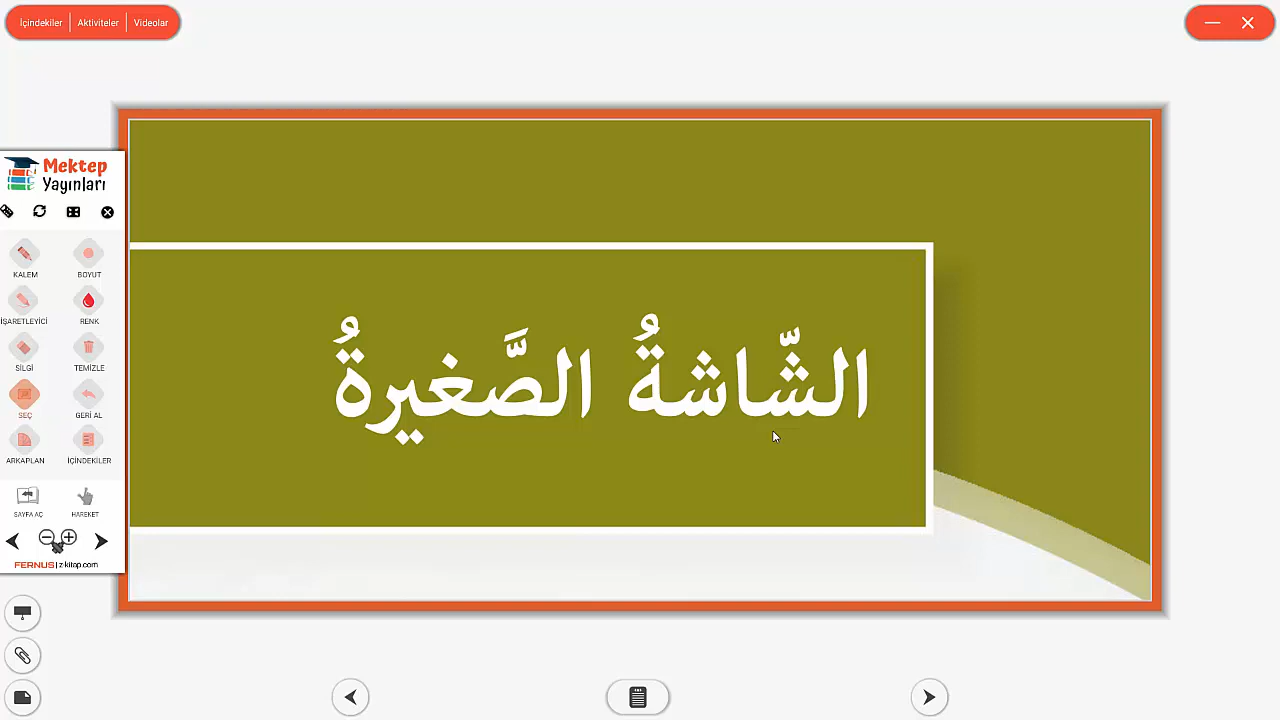 İçindekiler
Aktiviteler
Videolar
Mektep
Yayınları
KALEM
BOYUT
İŞARETLEYİCİ
RENK
SİLGİ
TEMİZLE
SEÇ
GERİ AL
ARKAPLAN
İÇİNDEKİLER
SAYFA AÇ
HAREKET
FERNUS | z-kitap.com
الشّاشةُ الصَّغيرةُ